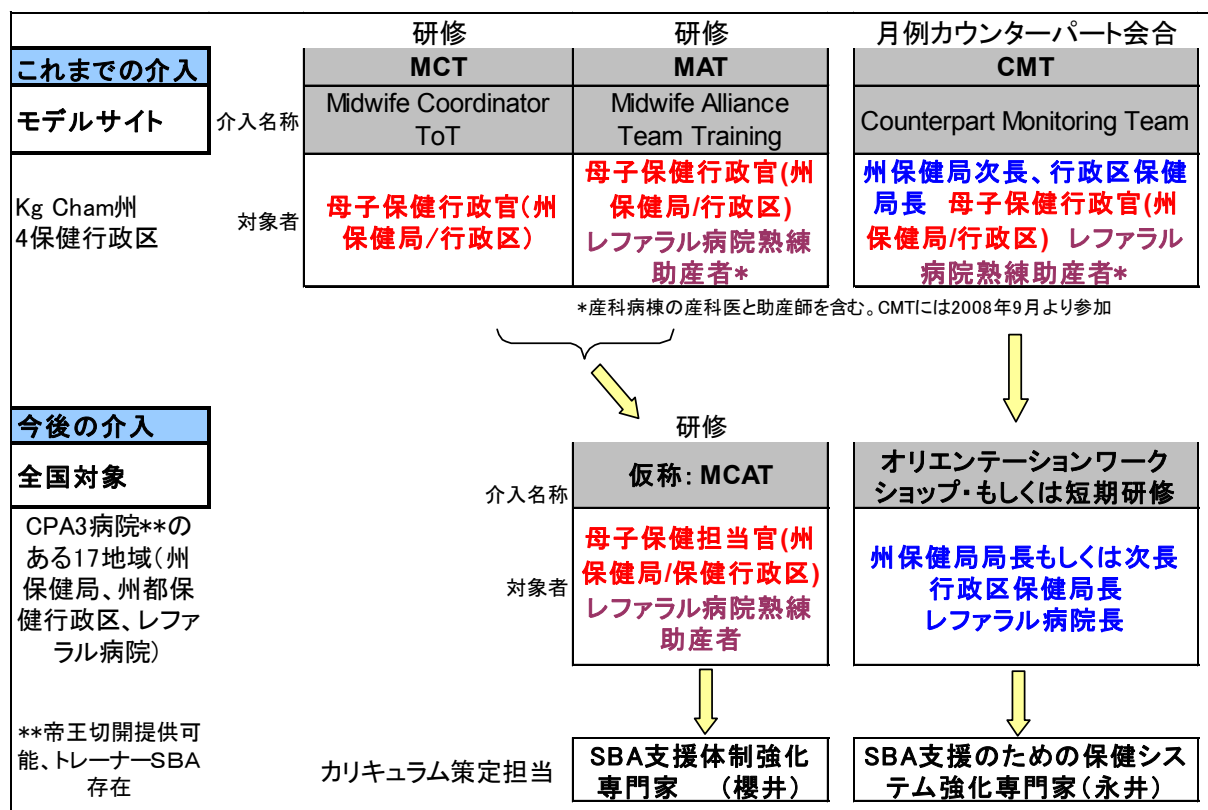 研修
研修
月例カウンターパート会合
これまでの介入
MCT
MAT
CMT
モデルサイト
介入名称
Midwife Coordinator
ToT
Midwife Alliance
Team Training
Counterpart Monitoring Team
Kg Cham州
4保健行政区
対象者
母子保健行政官(州
保健局/行政区)
母子保健行政官(州
保健局/行政区)
レファラル病院熟練
助産者*
州保健局次長、行政区保健
局長 母子保健行政官(州
保健局/行政区) レファラル
病院熟練助産者*
*産科病棟の産科医と助産師を含む。CMTには2008年9月より参加
今後の介入
全国対象
研修
介入名称
仮称: MCAT
オリエンテーションワーク
ショップ・もしくは短期研修
CPA3病院**の
ある17地域(州
保健局、州都保
健行政区、レファ
ラル病院)
対象者
母子保健担当官(州
保健局/保健行政区)
レファラル病院熟練
助産者
州保健局局長もしくは次長
行政区保健局長
レファラル病院長
**帝王切開提供可
能、トレーナーSBA
存在
カリキュラム策定担当
SBA支援体制強化
専門家 (櫻井)
SBA支援のための保健シス
テム強化専門家(永井)